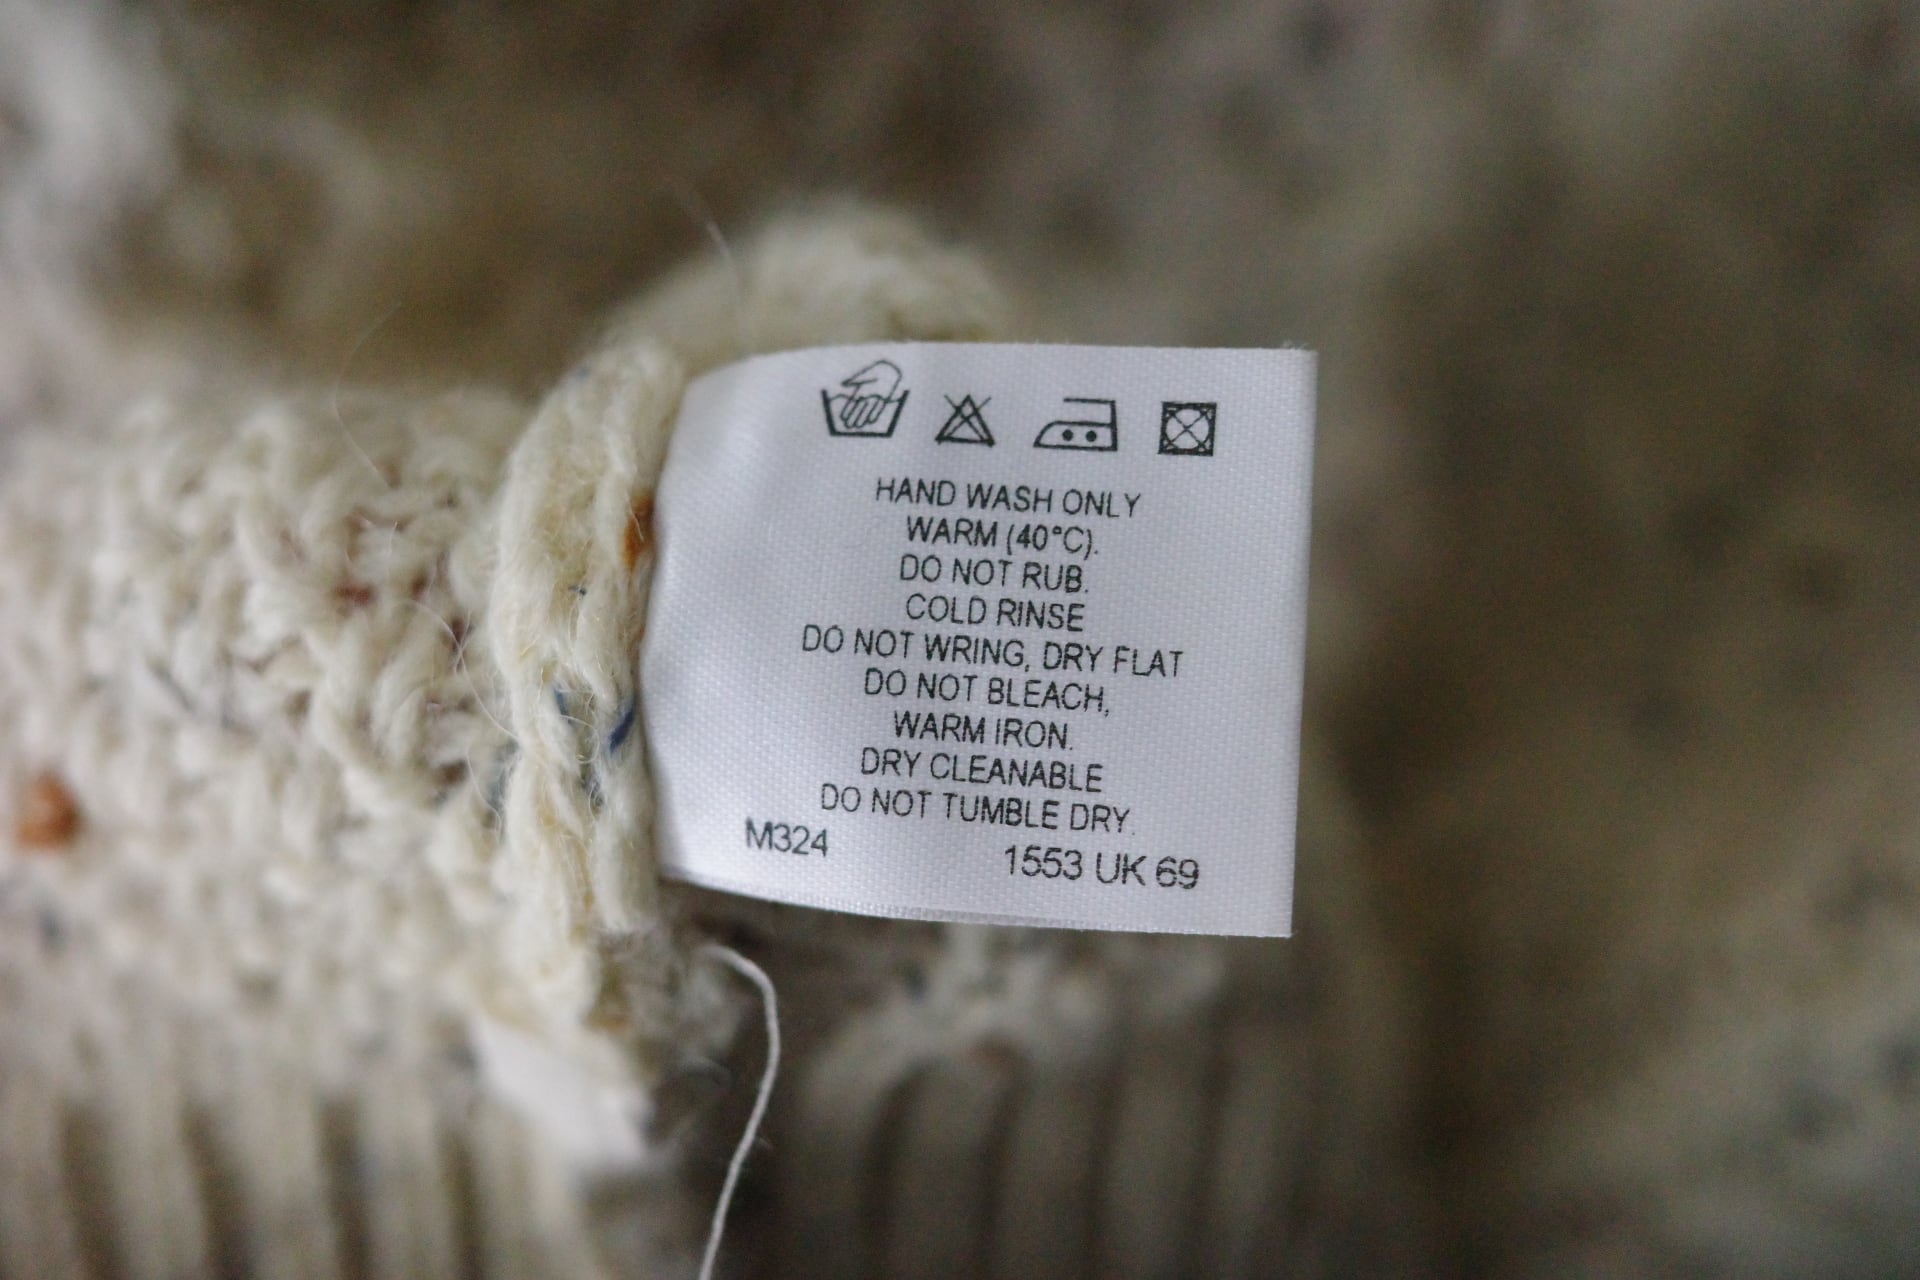 HAND WASH ONLY
WARM (40°C).
DO NOT RUB.
COLD RINSE
DO NOT WRING, DRY FLAT
DO NOT BLEACH,
WARM IRON.
DRY CLEANABLE
DO NOT TUMBLE DRY.
M324 1553 UK 69